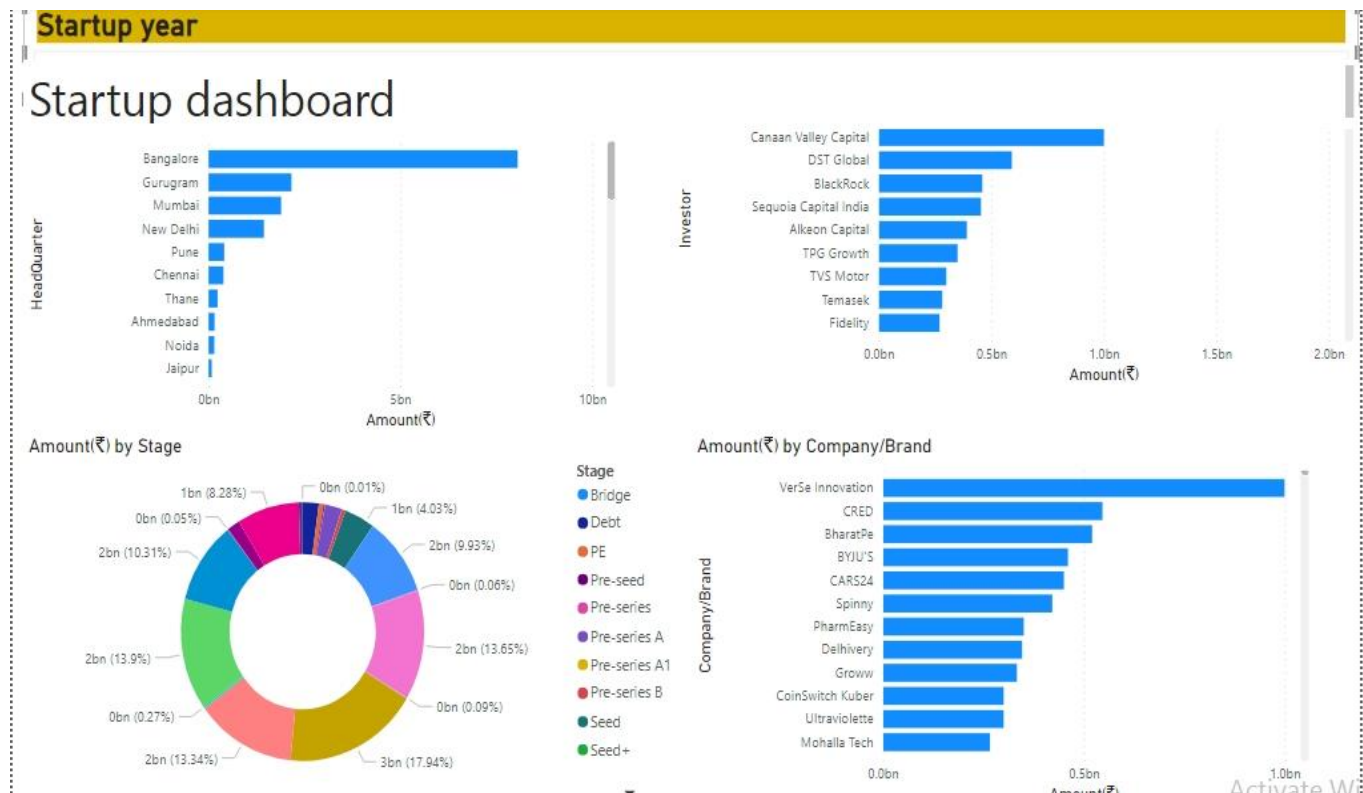 Startup year
Startup dashboard
HeadQuarter
Bangalore
Gurugram
Mumbai
New Delhi
Pune
Chennai
Thane
Ahmedabad
Noida
Jaipur
0bn 5bn 10bn
Amount(₹)
Investor
Canaan Valley Capital
DST Global
BlackRock
Sequoia Capital India
Alkeon Capital
TPG Growth
TVS Motor
Temasek
Fidelity
0.0bn 0.5bn 1.0bn 1.5bn 2.0bn
Amount(₹)
Amount(₹) by Stage
0bn (0.01%)
1bn (4.03%)
2bn (9.93%)
0bn (0.06%)
2bn (13.65%)
0bn (0.09%)
3bn (17.94%)
2bn (13.34%)
0bn (0.27%)
2bn (13.9%)
2bn (10.31%)
0bn (0.05%)
1bn (8.28%)
Stage
Bridge
Debt
PE
Pre-seed
Pre-series
Pre-series A
Pre-series A1
Pre-series B
Seed
Seed+
Amount(₹) by Company/Brand
Company/Brand
VerSe Innovation
CRED
BharatPe
BYJU'S
CARS24
Spinny
PharmEasy
Delhivery
Groww
CoinSwitch Kuber
Ultraviolette
Mohalla Tech
0.0bn 0.5bn 1.0bn
Amount(₹)
Activate Wi